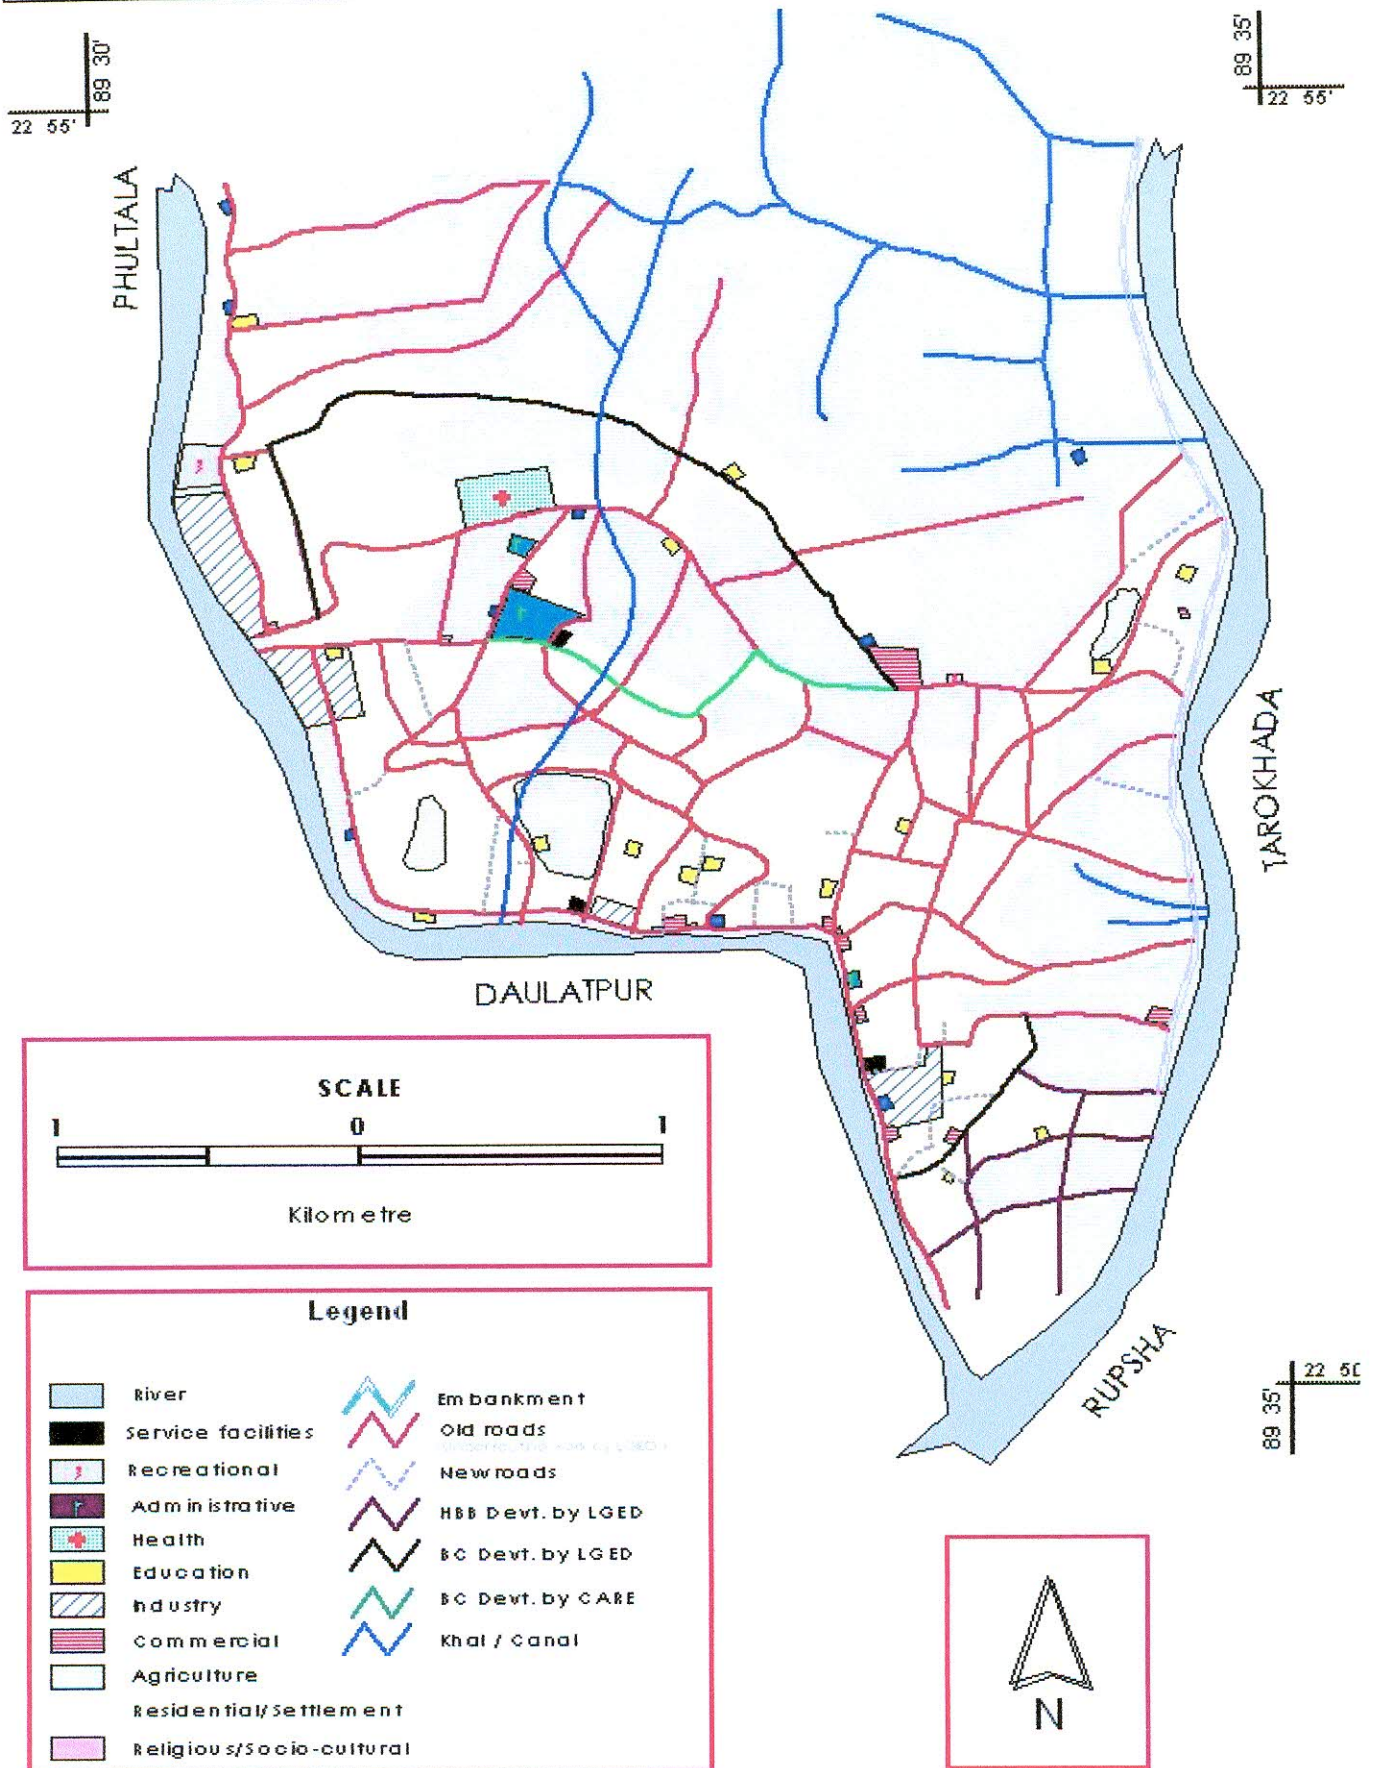 89 30'
22 55'
89 35'
22 55'
PHULTALA
TAROKHADA
DAULATPUR
RUPSHA
22 50
89 35'
SCALE
1 0 1
Kilometre
Legend
River
Service facilities
Recreational
Administrative
Health
Education
Industry
Commercial
Agriculture
Residential/Settlement
Religious/Socio-cultural
Embankment
Old roads
New roads
HBB Devt. by LGED
BC Devt. by LGED
BC Devt. by CARE
Khal / Canal
N